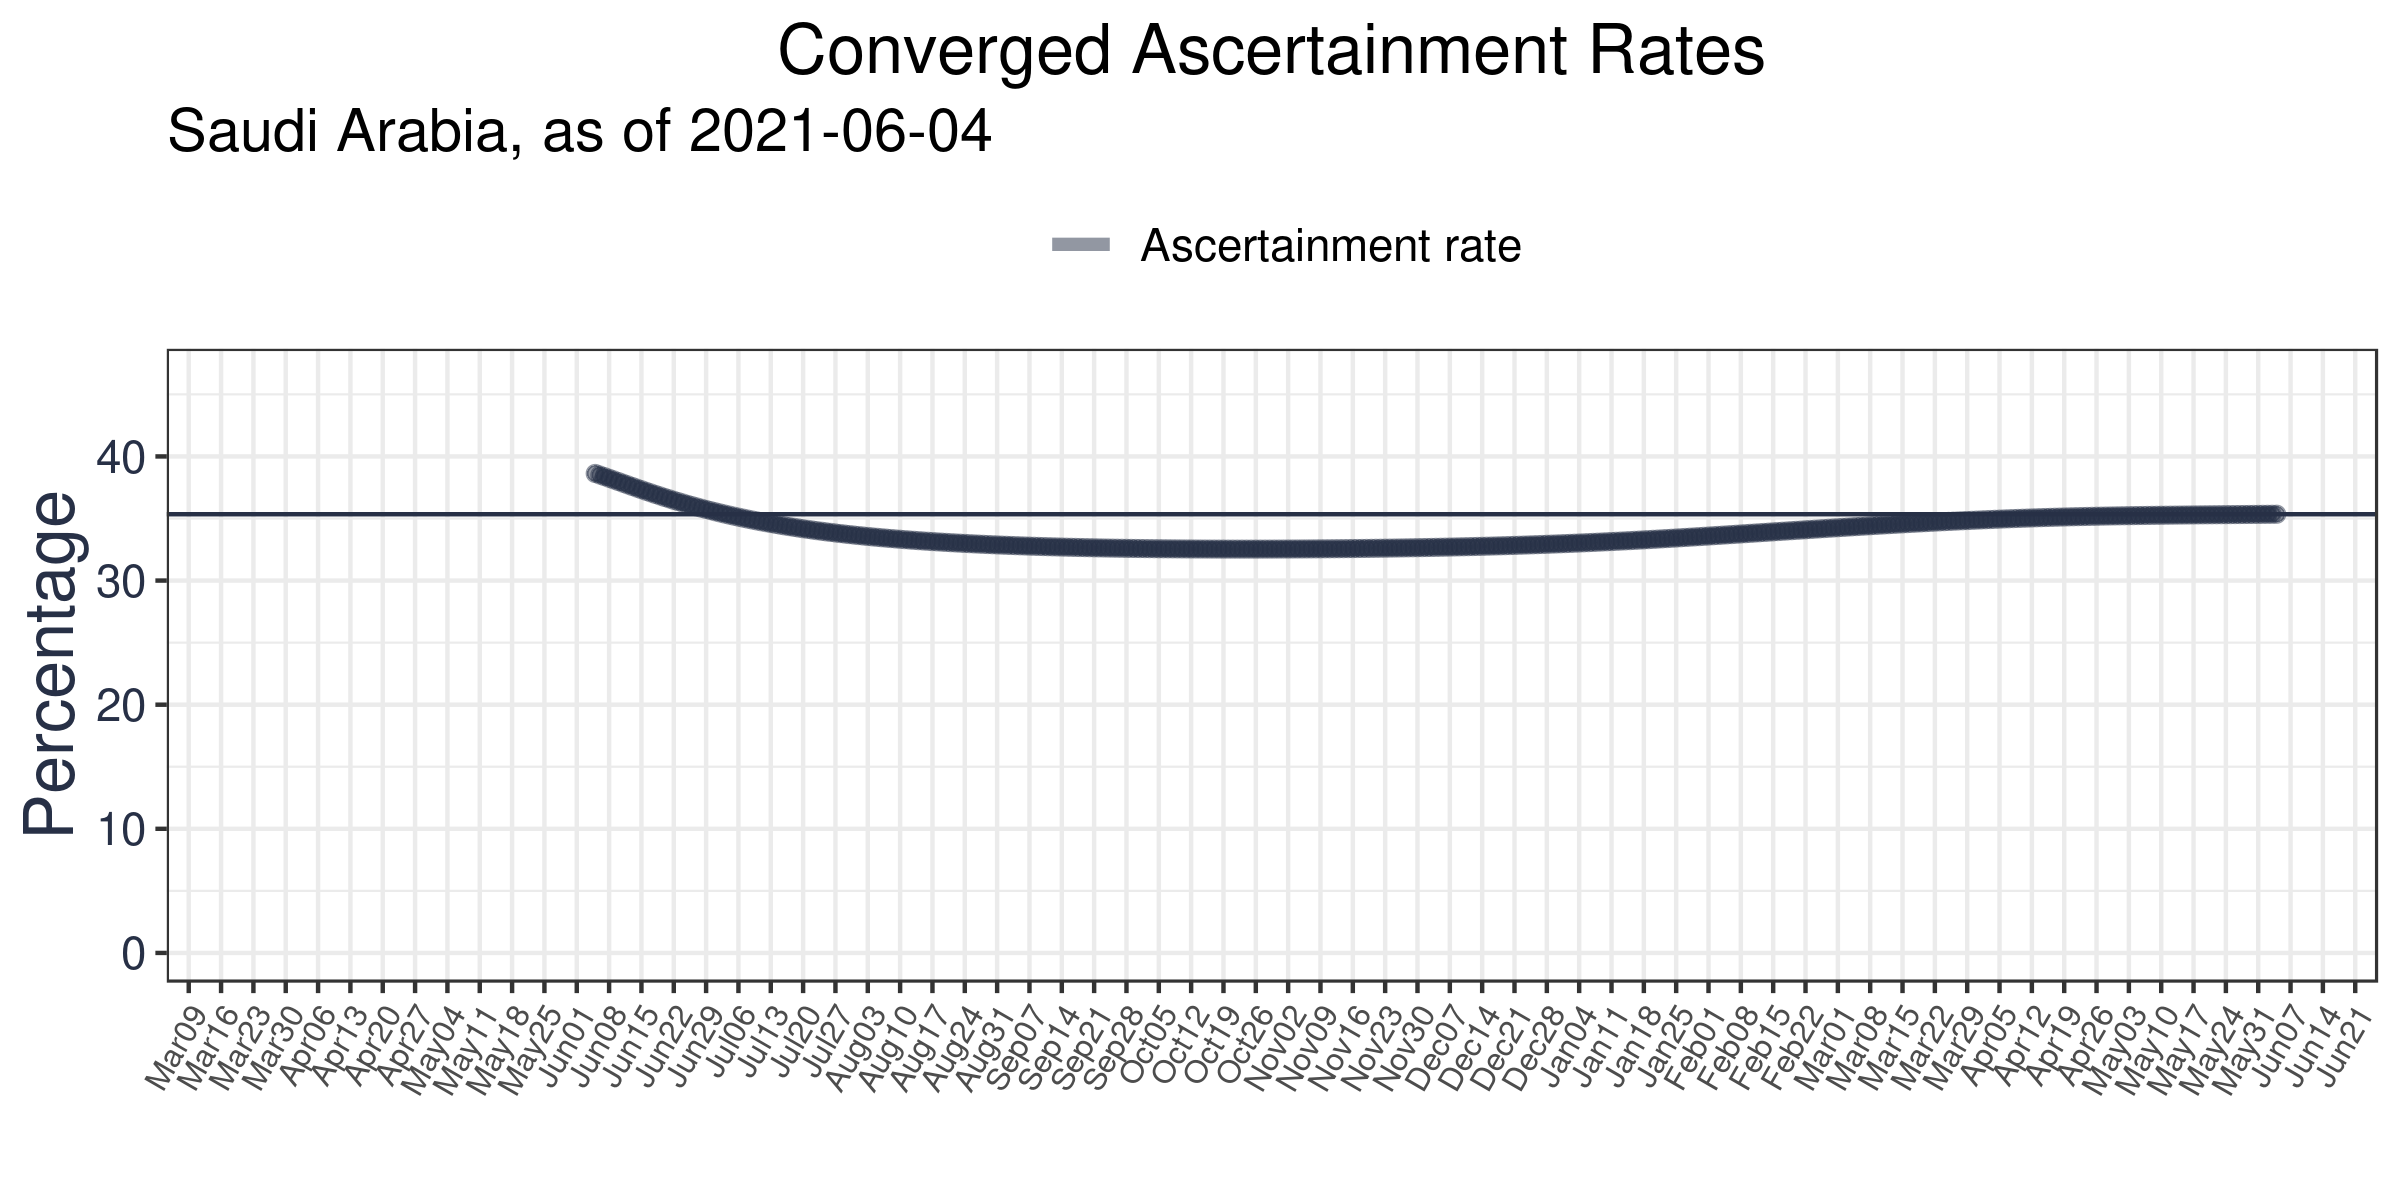 Converged Ascertainment Rates
Saudi Arabia, as of 2021-06-04
Ascertainment rate
Percentage
40
30
20
10
0
Mar09 Mar16 Mar23 Mar30 Apr06 Apr13 Apr20 Apr27 May04 May11 May18 May25 Jun01 Jun08 Jun15 Jun22 Jun29 Jul06 Jul13 Jul20 Jul27 Aug03 Aug10 Aug17 Aug24 Aug31 Sep07 Sep14 Sep21 Sep28 Oct05 Oct12 Oct19 Oct26 Nov02 Nov09 Nov16 Nov23 Nov30 Dec07 Dec14 Dec21 Dec28 Jan04 Jan11 Jan18 Jan25 Feb01 Feb08 Feb15 Feb22 Mar01 Mar08 Mar15 Mar22 Mar29 Apr05 Apr12 Apr19 Apr26 May03 May10 May17 May24 May31 Jun07 Jun14 Jun21